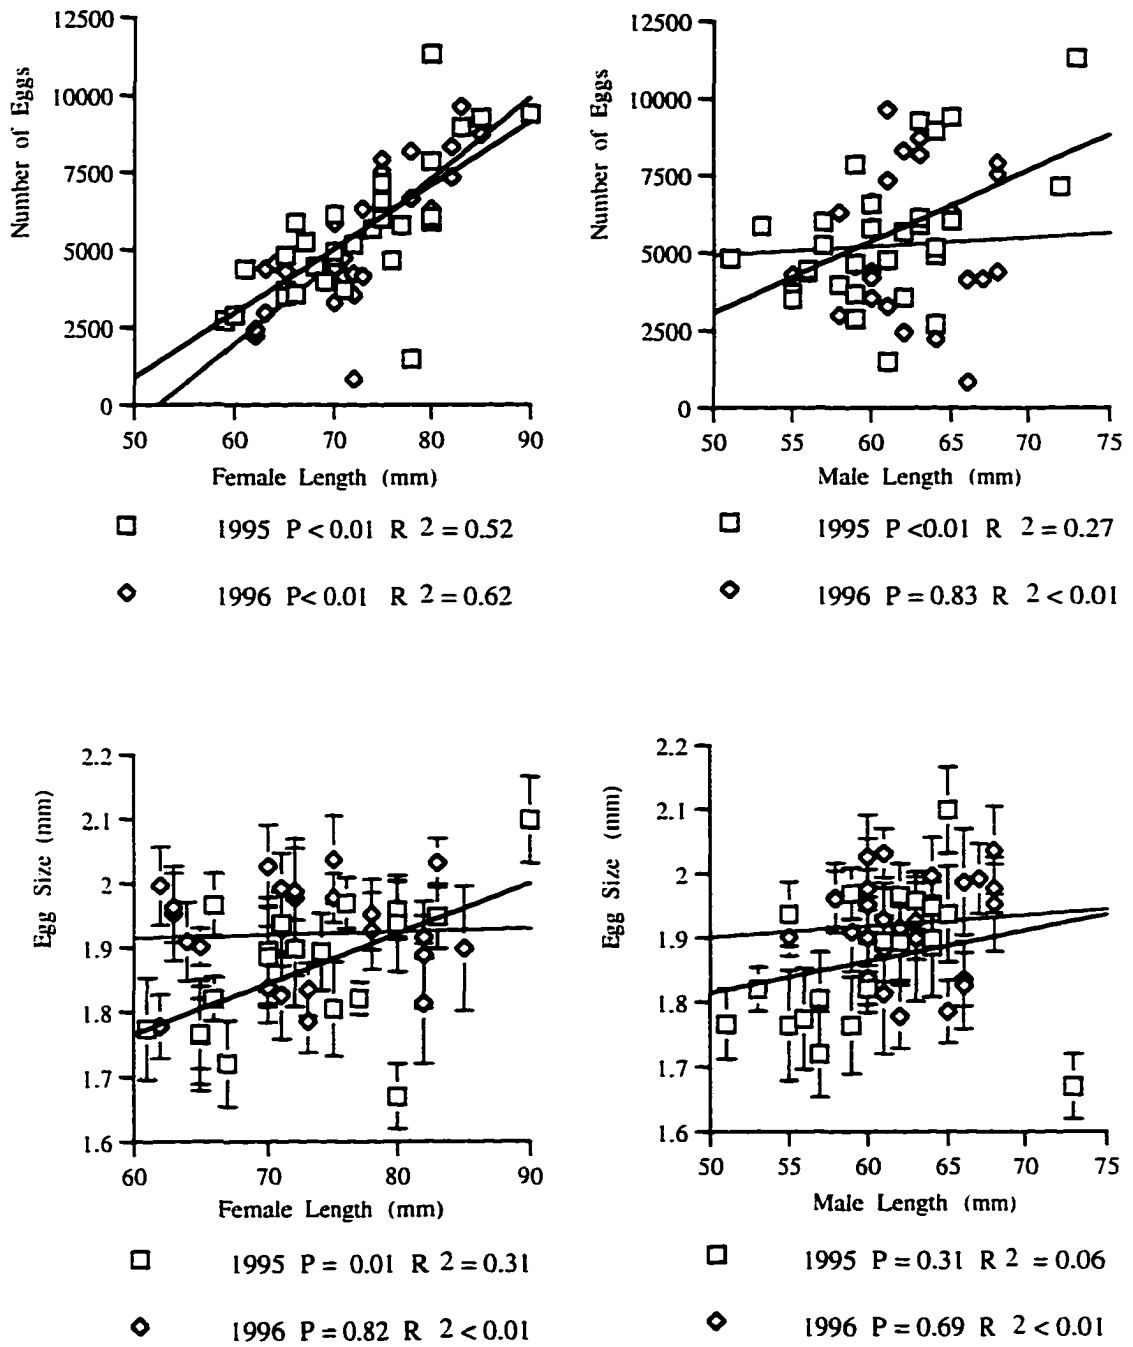 12500
10000
7500
5000
2500
0
Number of Eggs
50 60 70 80 90
Female Length (mm)
1995 P < 0.01 R 2 = 0.52
1996 P< 0.01 R 2 = 0.62
12500
10000
7500
5000
2500
0
Number of Eggs
50 55 60 65 70 75
Male Length (mm)
1995 P <0.01 R 2 = 0.27
1996 P = 0.83 R 2 < 0.01
2.2
2.1
2
1.9
1.8
1.7
1.6
Egg Size (mm)
60 70 80 90
Female Length (mm)
1995 P = 0.01 R 2 = 0.31
1996 P = 0.82 R 2 < 0.01
2.2
2.1
2
1.9
1.8
1.7
1.6
Egg Size (mm)
50 55 60 65 70 75
Male Length (mm)
1995 P = 0.31 R 2 = 0.06
1996 P = 0.69 R 2 < 0.01